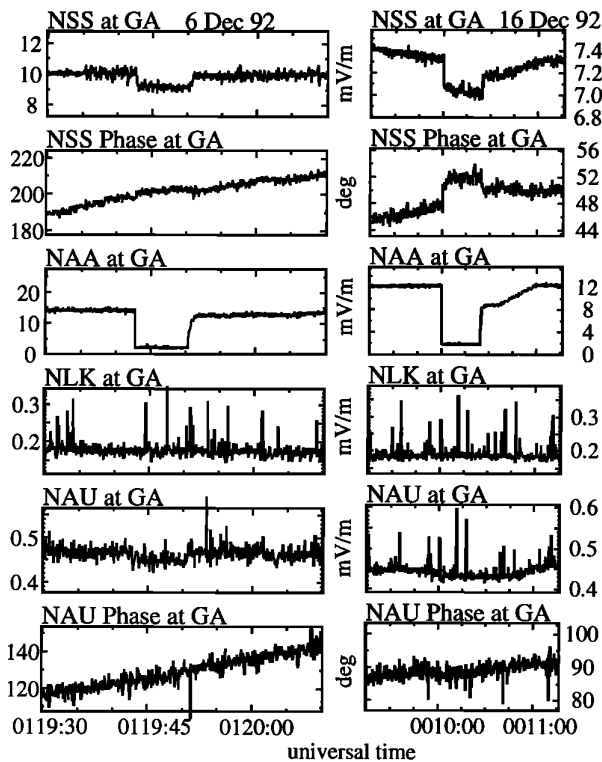 NSS at GA 6 Dec 92
NSS at GA 16 Dec 92
12
10
8
mV/m
7.4
7.2
7.0
6.8
NSS Phase at GA
NSS Phase at GA
220
200
180
deg
56
52
48
44
NAA at GA
NAA at GA
20
10
0
mV/m
12
8
4
0
NLK at GA
NLK at GA
0.3
0.2
mV/m
0.3
0.2
NAU at GA
NAU at GA
0.5
0.4
mV/m
0.6
0.5
0.4
NAU Phase at GA
NAU Phase at GA
140
120
deg
100
90
80
0119:30 0119:45 0120:00
0010:00 0011:00
universal time